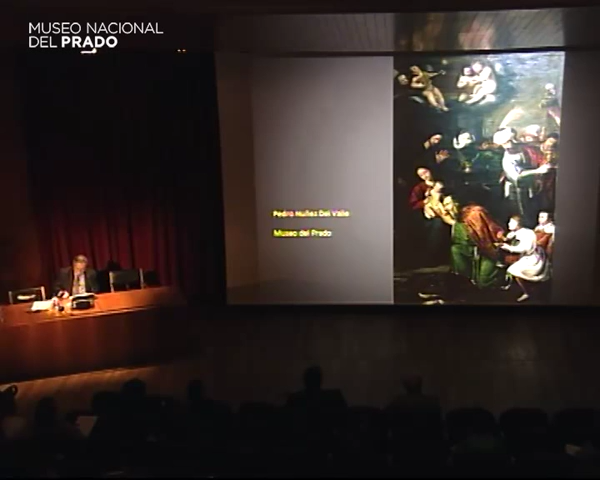 MUSEO NACIONAL
DEL PRADO
Pedro Nuñez Del Valle
Museo del Prado